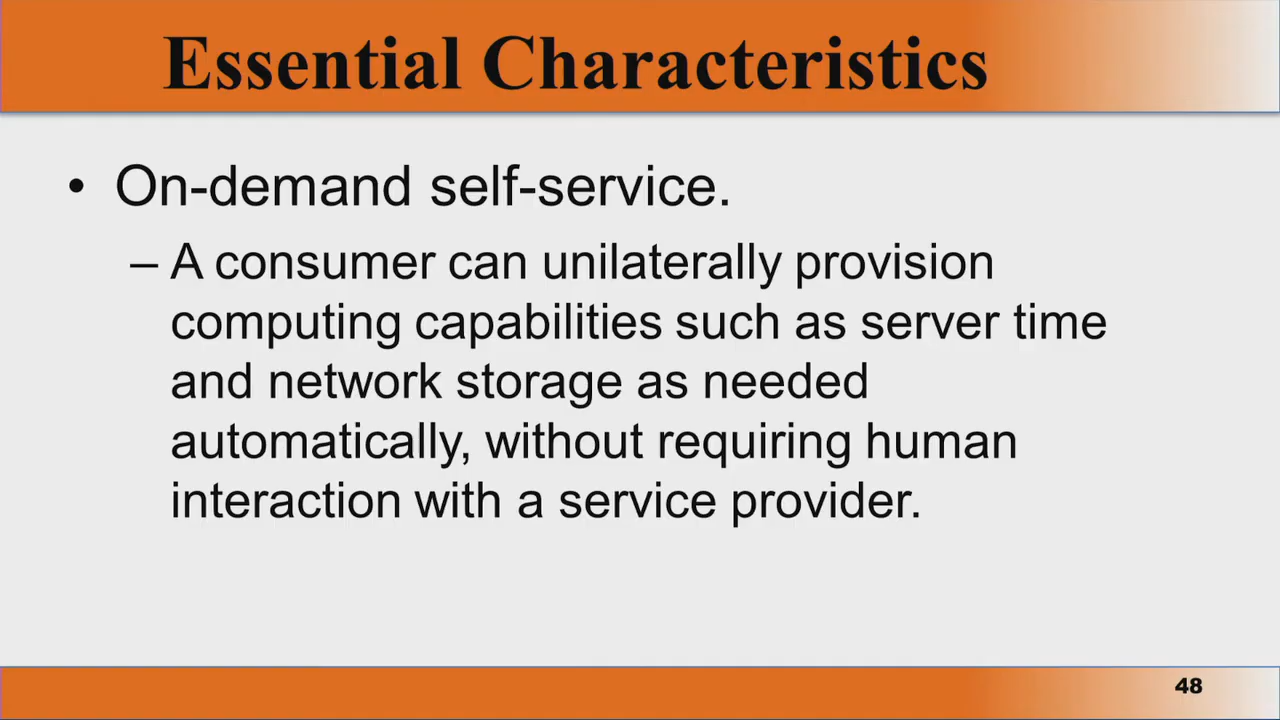 Essential Characteristics
• On-demand self-service.
– A consumer can unilaterally provision
computing capabilities such as server time
and network storage as needed
automatically, without requiring human
interaction with a service provider.
48